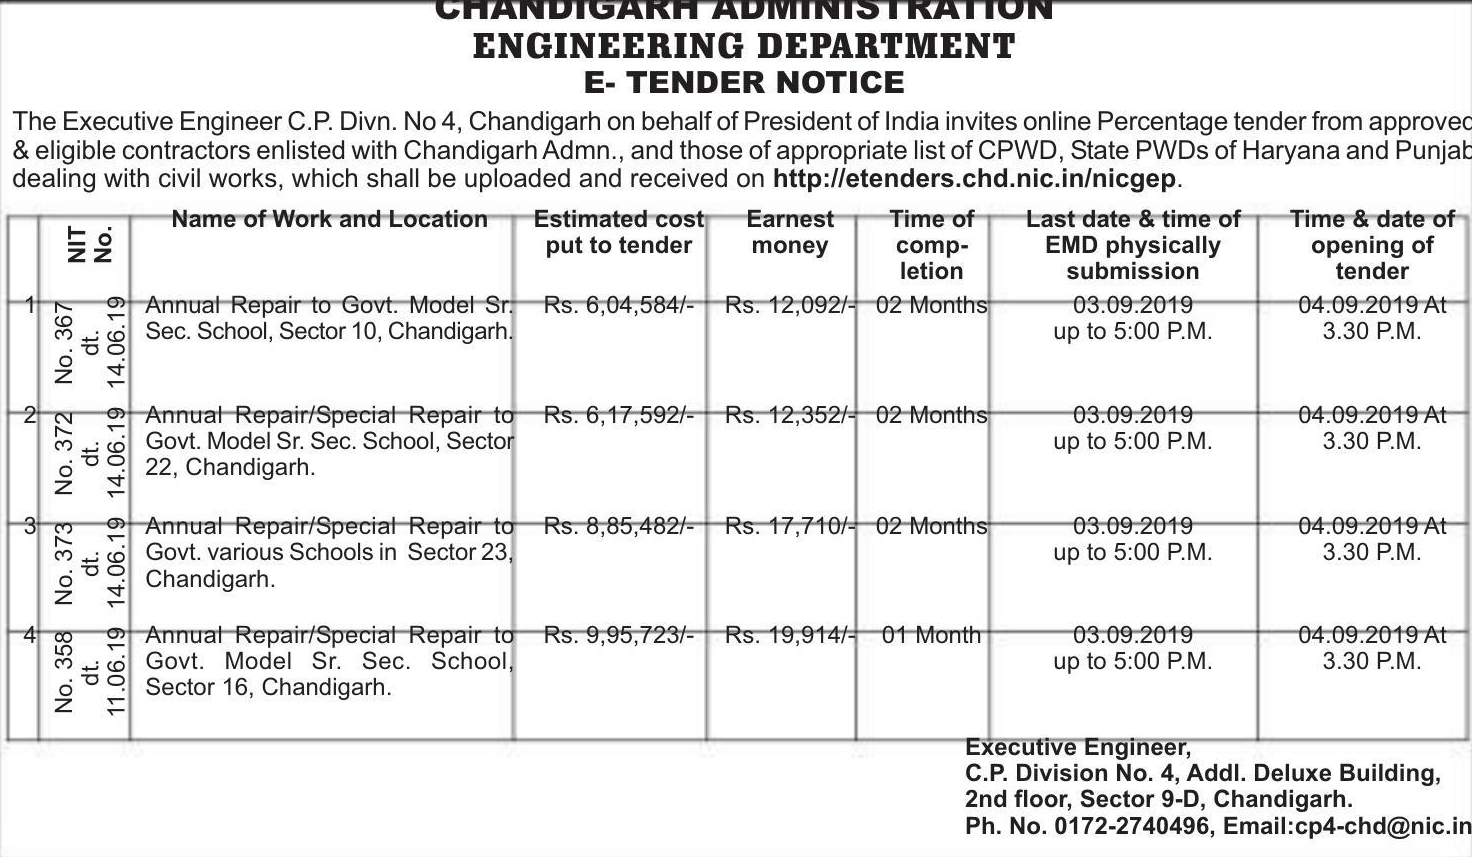 CHANDIGARH ADMINISTRATION
ENGINEERING DEPARTMENT
E- TENDER NOTICE
The Executive Engineer C.P. Divn. No 4, Chandigarh on behalf of President of India invites online Percentage tender from approved
& eligible contractors enlisted with Chandigarh Admn., and those of appropriate list of CPWD, State PWDs of Haryana and Punjab
dealing with civil works, which shall be uploaded and received on http://etenders.chd.nic.in/nicgep.
NIT
No.
Name of Work and Location
Estimated cost
put to tender
Earnest
money
Time of
comp-
letion
Last date & time of
EMD physically
submission
Time & date of
opening of
tender
1
No. 367
dt.
14.06.19
Annual Repair to Govt. Model Sr.
Sec. School, Sector 10, Chandigarh.
Rs. 6,04,584/-
Rs. 12,092/-
02 Months
03.09.2019
up to 5:00 P.M.
04.09.2019 At
3.30 P.M.
2
No. 372
dt.
14.06.19
Annual Repair/Special Repair to
Govt. Model Sr. Sec. School, Sector
22, Chandigarh.
Rs. 6,17,592/-
Rs. 12,352/-
02 Months
03.09.2019
up to 5:00 P.M.
04.09.2019 At
3.30 P.M.
3
No. 373
dt.
14.06.19
Annual Repair/Special Repair to
Govt. various Schools in Sector 23,
Chandigarh.
Rs. 8,85,482/-
Rs. 17,710/-
02 Months
03.09.2019
up to 5:00 P.M.
04.09.2019 At
3.30 P.M.
4
No. 358
dt.
11.06.19
Annual Repair/Special Repair to
Govt. Model Sr. Sec. School,
Sector 16, Chandigarh.
Rs. 9,95,723/-
Rs. 19,914/-
01 Month
03.09.2019
up to 5:00 P.M.
04.09.2019 At
3.30 P.M.
Executive Engineer,
C.P. Division No. 4, Addl. Deluxe Building,
2nd floor, Sector 9-D, Chandigarh.
Ph. No. 0172-2740496, Email:cp4-chd@nic.in